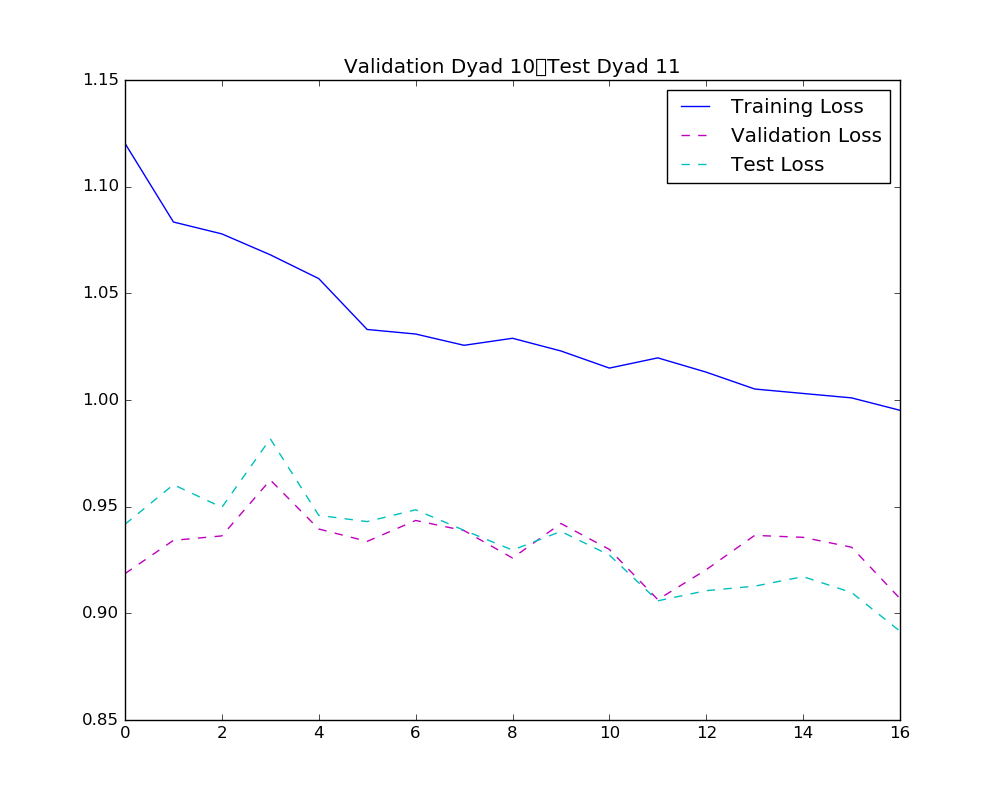 Validation Dyad 10▯Test Dyad 11
1.15
1.10
1.05
1.00
0.95
0.90
0.85
0 2 4 6 8 10 12 14 16
Training Loss
Validation Loss
Test Loss